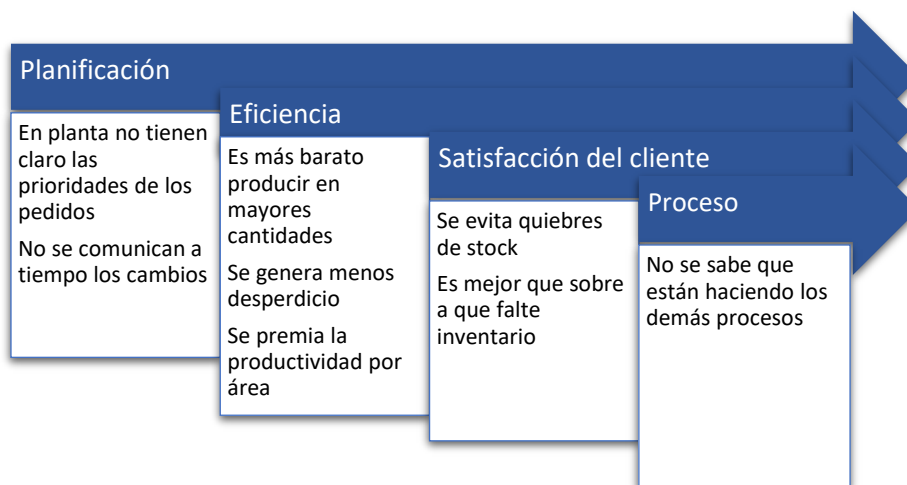 Planificación
En planta no tienen
claro las
prioridades de los
pedidos
No se comunican a
tiempo los cambios
Eficiencia
Es más barato
producir en
mayores
cantidades
Se genera menos
desperdicio
Se premia la
productividad por
área
Satisfacción del cliente
Se evita quiebres
de stock
Es mejor que sobre
a que falte
inventario
Proceso
No se sabe que
están haciendo los
demás procesos